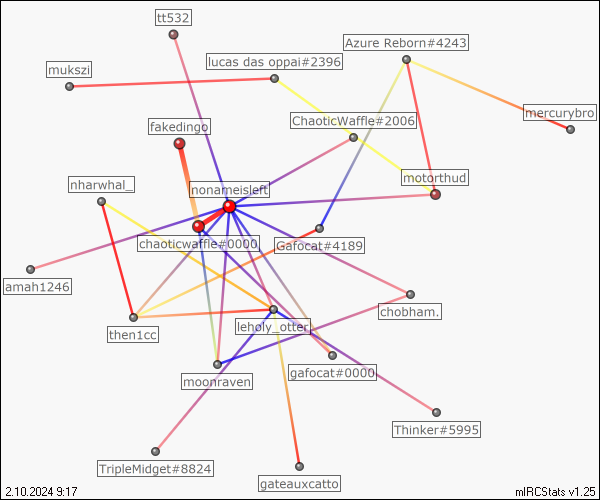 tt532
Azure Reborn#4243
lucas das oppai#2396
mukszi
mercurybro
ChaoticWaffle#2006
fakedingo
motorthud
nharwhal_
nonameisleft
chaoticwaffle#0000
Gafocat#4189
amah1246
chobham.
then1cc
leholy_otter
gafocat#0000
moonraven
Thinker#5995
TripleMidget#8824
gateauxcatto
2.10.2024 9:17
mIRCStats v1.25